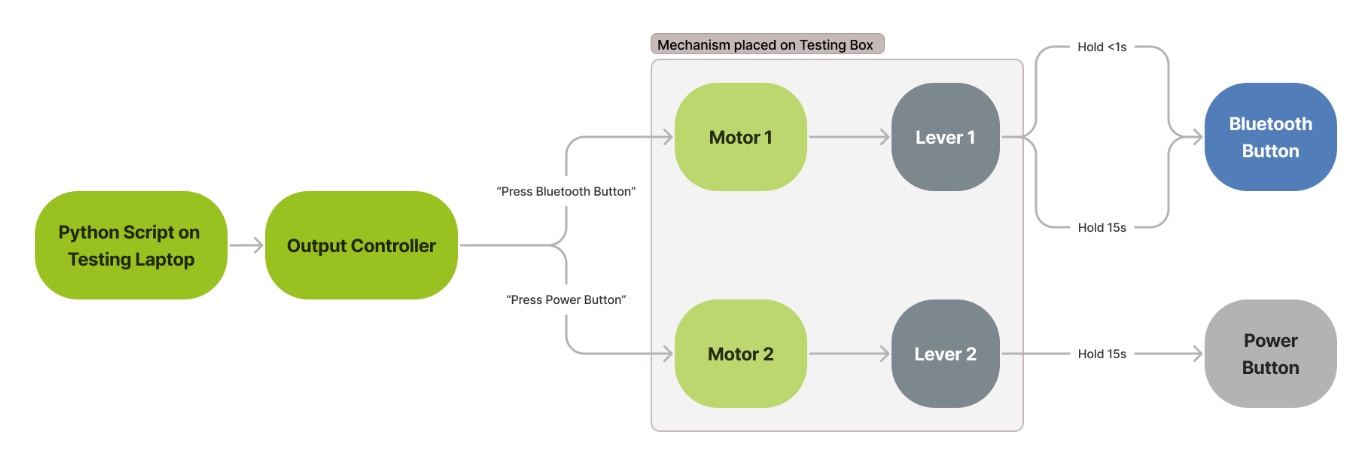 Mechanism placed on Testing Box
Hold <1s
Motor 1
Lever 1
Bluetooth
Button
“Press Bluetooth Button”
Hold 15s
Python Script on
Testing Laptop
Output Controller
“Press Power Button”
Motor 2
Lever 2
Hold 15s
Power
Button